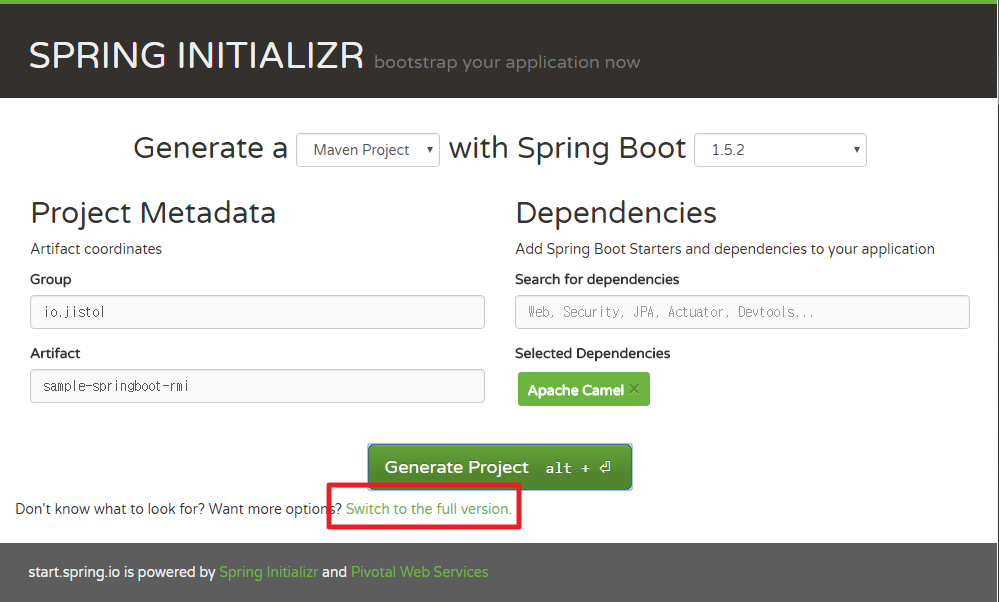 SPRING INITIALIZR bootstrap your application now
Generate a Maven Project with Spring Boot 1.5.2
Project Metadata
Artifact coordinates
Group
io.jistol
Artifact
sample-springboot-rmi
Dependencies
Add Spring Boot Starters and dependencies to your application
Search for dependencies
Web, Security, JPA, Actuator, Devtools...
Selected Dependencies
Apache Camel ×
Generate Project alt + ⏎
Don't know what to look for? Want more options? Switch to the full version.
start.spring.io is powered by Spring Initializr and Pivotal Web Services